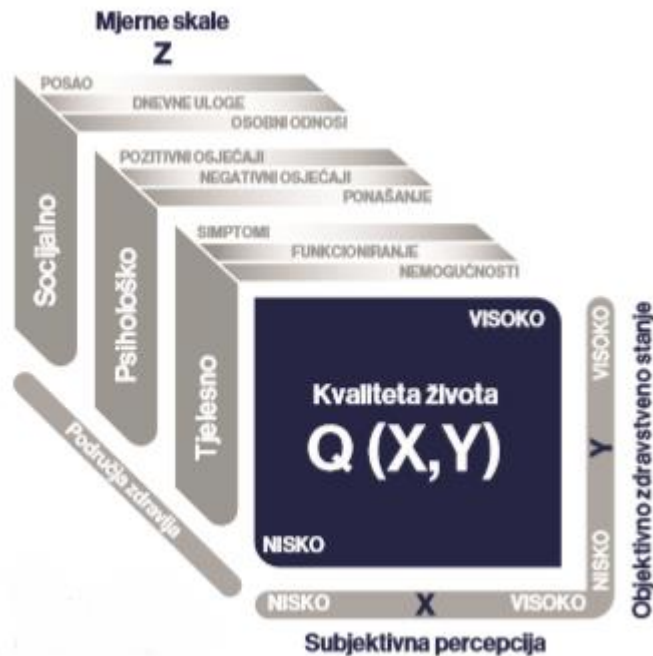 Mjerne skale
Z
POSAO
DNEVNE ULOGE
OSOBNI ODNOSI
Socijalno
POZITIVNI OSJEĆAJI
NEGATIVNI OSJEĆAJI
PONAŠANJE
Psihološko
SIMPTOMI
FUNKCIONIRANJE
NEMOGUĆNOSTI
Tjelesno
VISOKO
Kvaliteta života
Q (X,Y)
NISKO
Područja zdravlja
VISOKO
Y
NISKO
Objektivno zdravstveno stanje
NISKO X VISOKO
Subjektivna percepcija